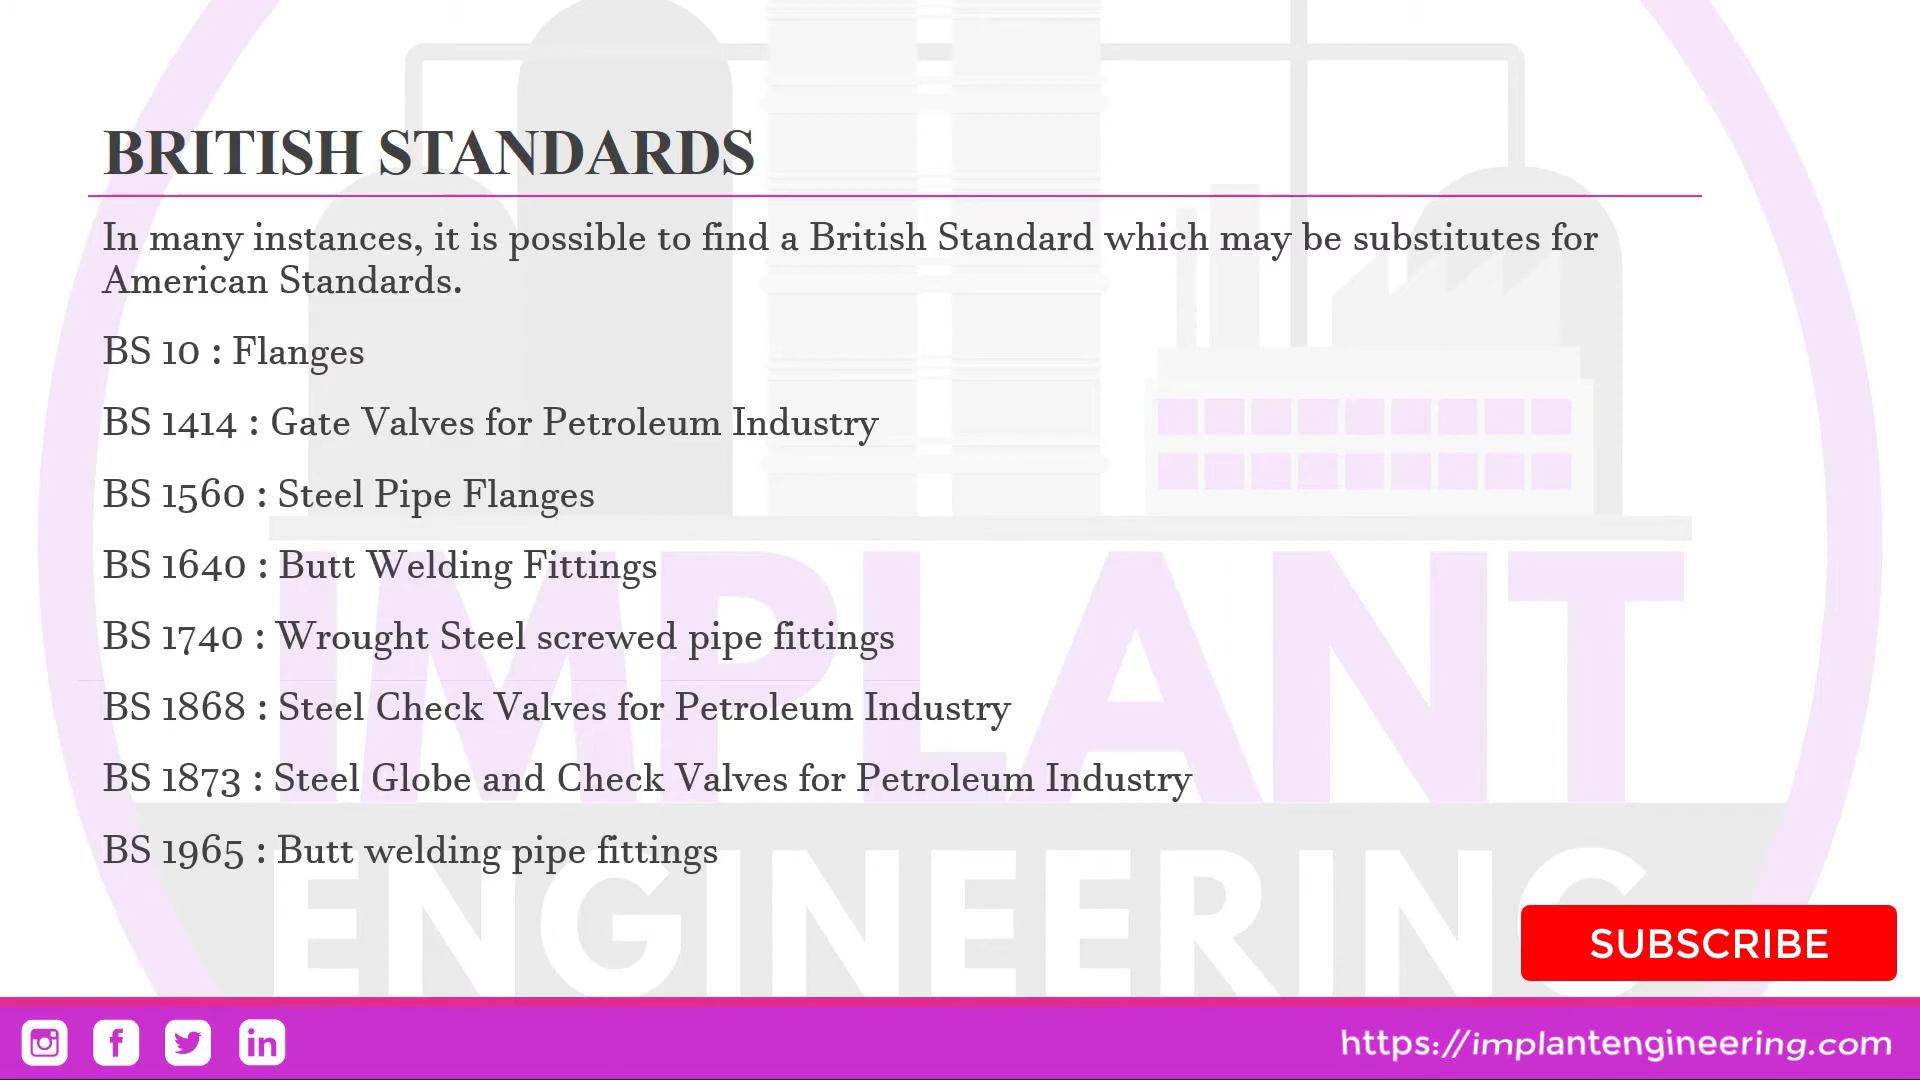 BRITISH STANDARDS
In many instances, it is possible to find a British Standard which may be substitutes for
American Standards.
BS 10 : Flanges
BS 1414 : Gate Valves for Petroleum Industry
BS 1560 : Steel Pipe Flanges
BS 1640 : Butt Welding Fittings
BS 1740 : Wrought Steel screwed pipe fittings
BS 1868 : Steel Check Valves for Petroleum Industry
BS 1873 : Steel Globe and Check Valves for Petroleum Industry
BS 1965 : Butt welding pipe fittings
IMPLANT
ENGINEERING
SUBSCRIBE
https://implantengineering.com